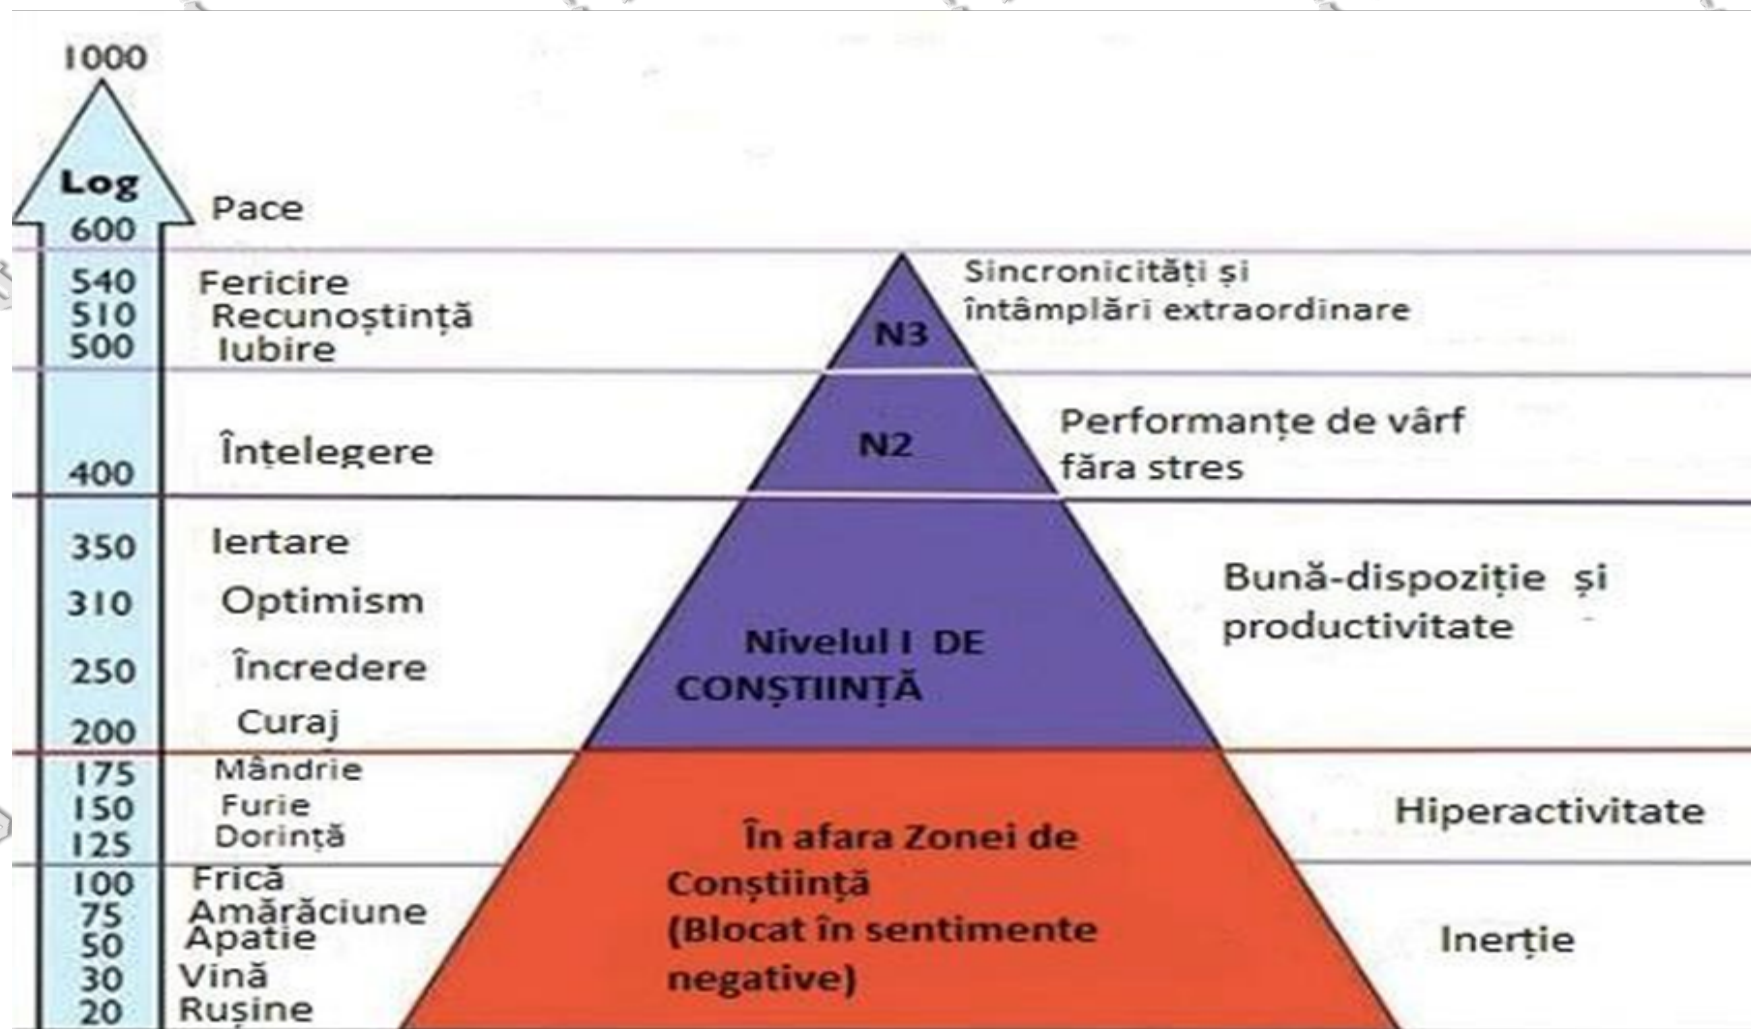 1000
Log
600 Pace
540 Fericire
510 Recunoștință
500 Iubire
Sincronicități și
întâmplări extraordinare
N3
400 Înțelegere
N2
Performanțe de vârf
făra stres
350 Iertare
310 Optimism
250 Încredere
200 Curaj
Nivelul I DE
CONȘTIINȚĂ
Bună-dispoziție și
productivitate
175 Mândrie
150 Furie
125 Dorință
Hiperactivitate
100 Frică
75 Amărăciune
50 Apatie
30 Vină
20 Rușine
În afara Zonei de
Conștiință
(Blocat în sentimente
negative)
Inerție